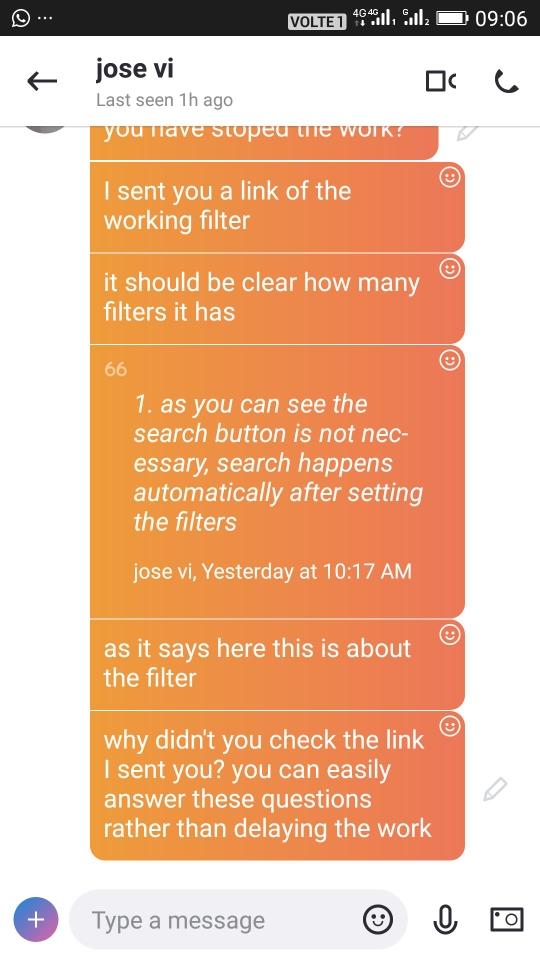 VOLTE 1 4G 4G 1 G 2 09:06
jose vi
Last seen 1h ago
you have stoped the work?
I sent you a link of the
working filter
it should be clear how many
filters it has
66
1. as you can see the
search button is not nec-
essary, search happens
automatically after setting
the filters
jose vi, Yesterday at 10:17 AM
as it says here this is about
the filter
why didn't you check the link
I sent you? you can easily
answer these questions
rather than delaying the work
Type a message